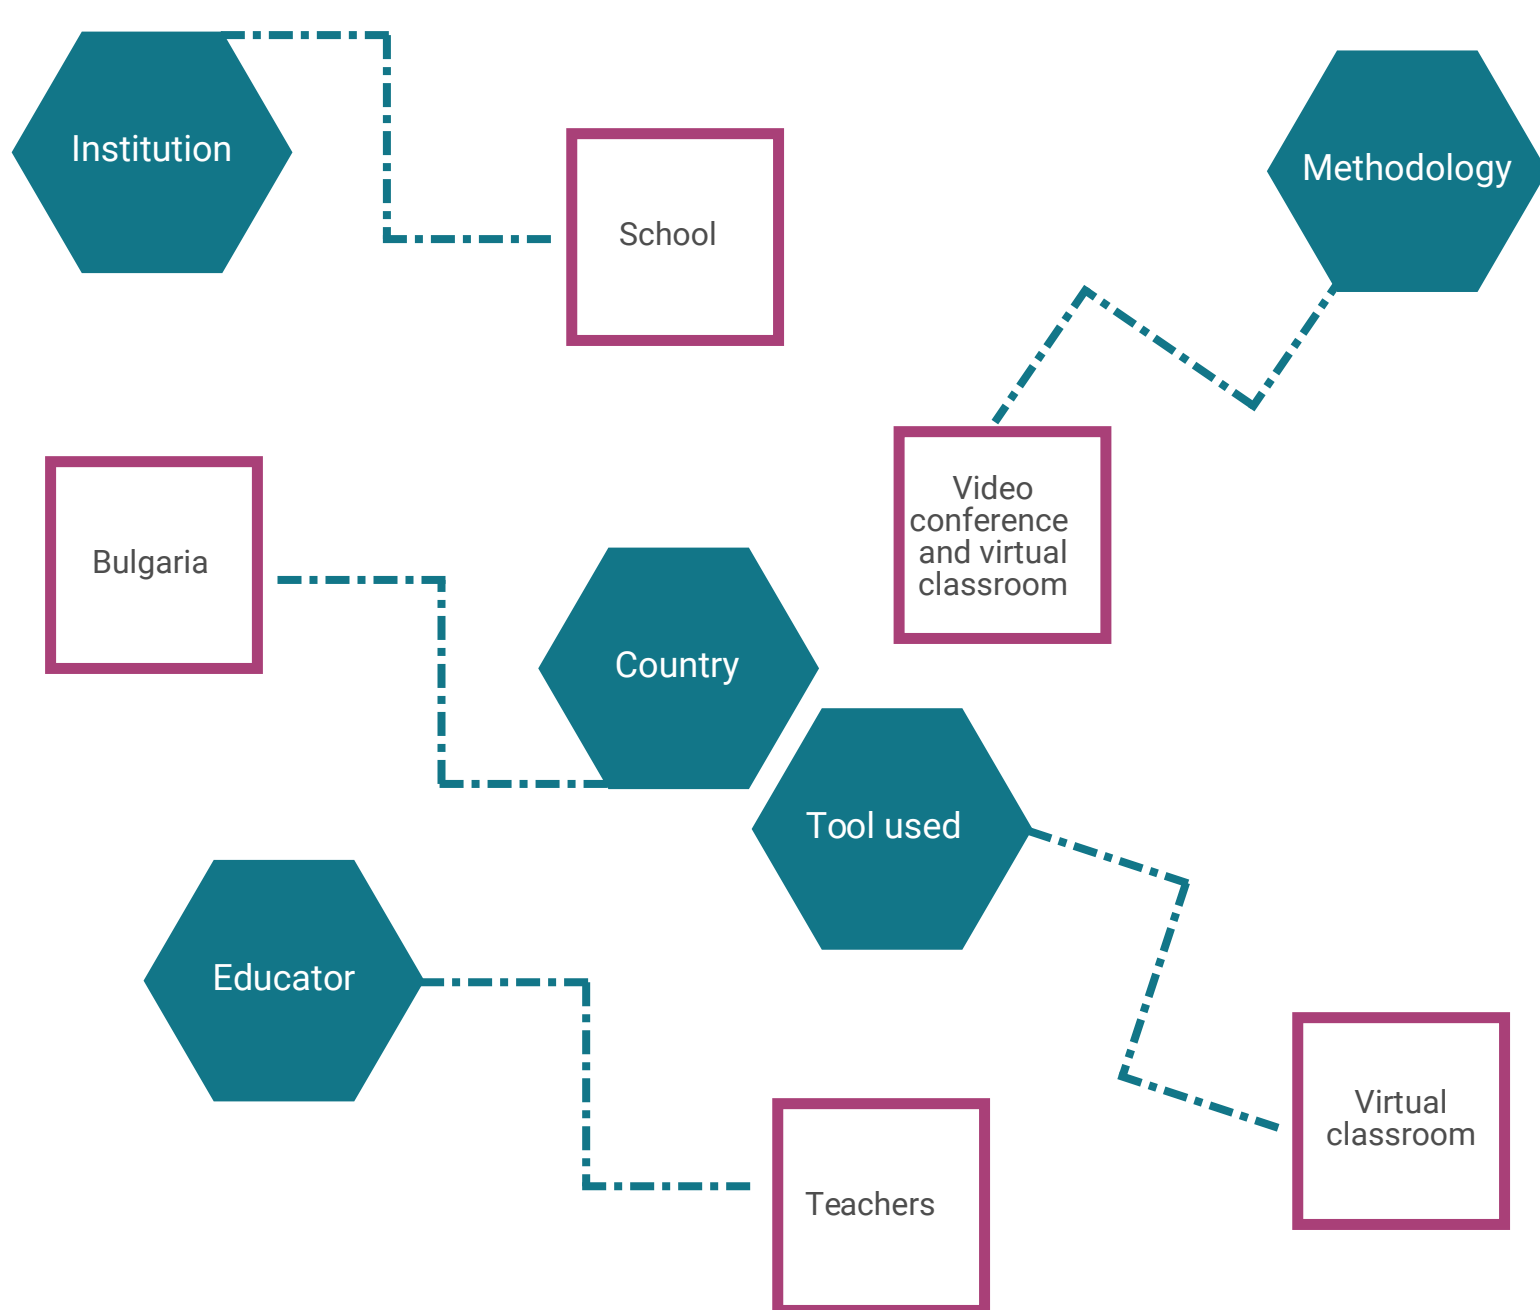 Institution
School
Methodology
Video
conference
and virtual
classroom
Bulgaria
Country
Tool used
Educator
Teachers
Virtual
classroom